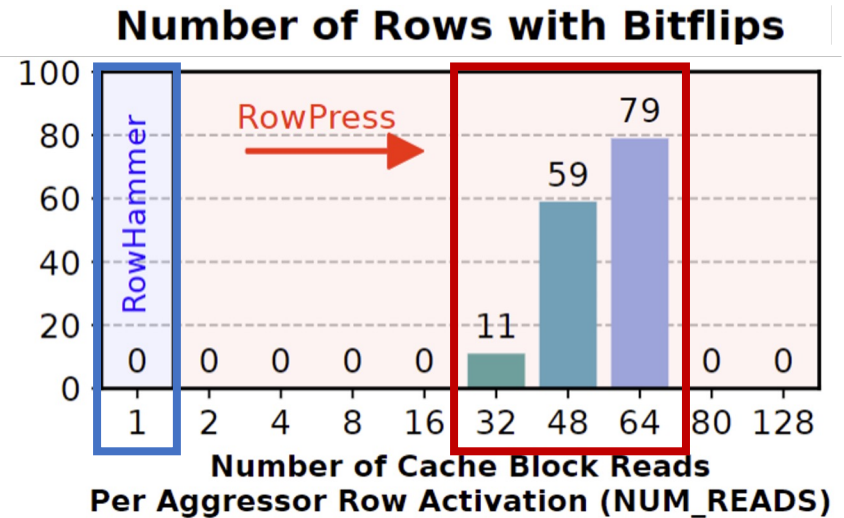 Number of Rows with Bitflips
100
80
60
40
20
0
RowHammer
RowPress
0 0 0 0 0 11 59 79 0 0
1 2 4 8 16 32 48 64 80 128
Number of Cache Block Reads
Per Aggressor Row Activation (NUM_READS)